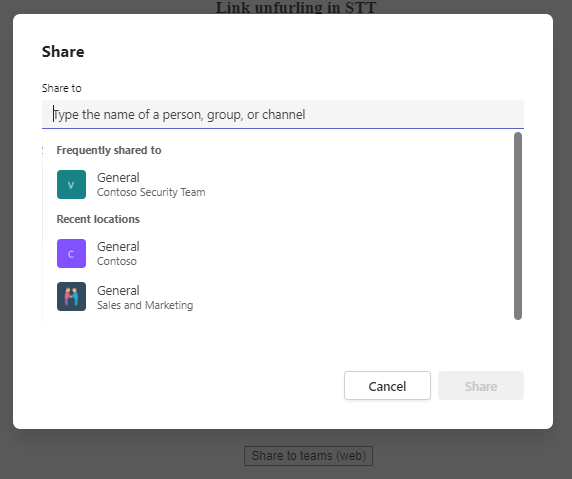 Link unfurling in STT
Share
Share to
Type the name of a person, group, or channel
Frequently shared to
V
General
Contoso Security Team
Recent locations
C
General
Contoso
General
Sales and Marketing
Cancel
Share
Share to teams (web)